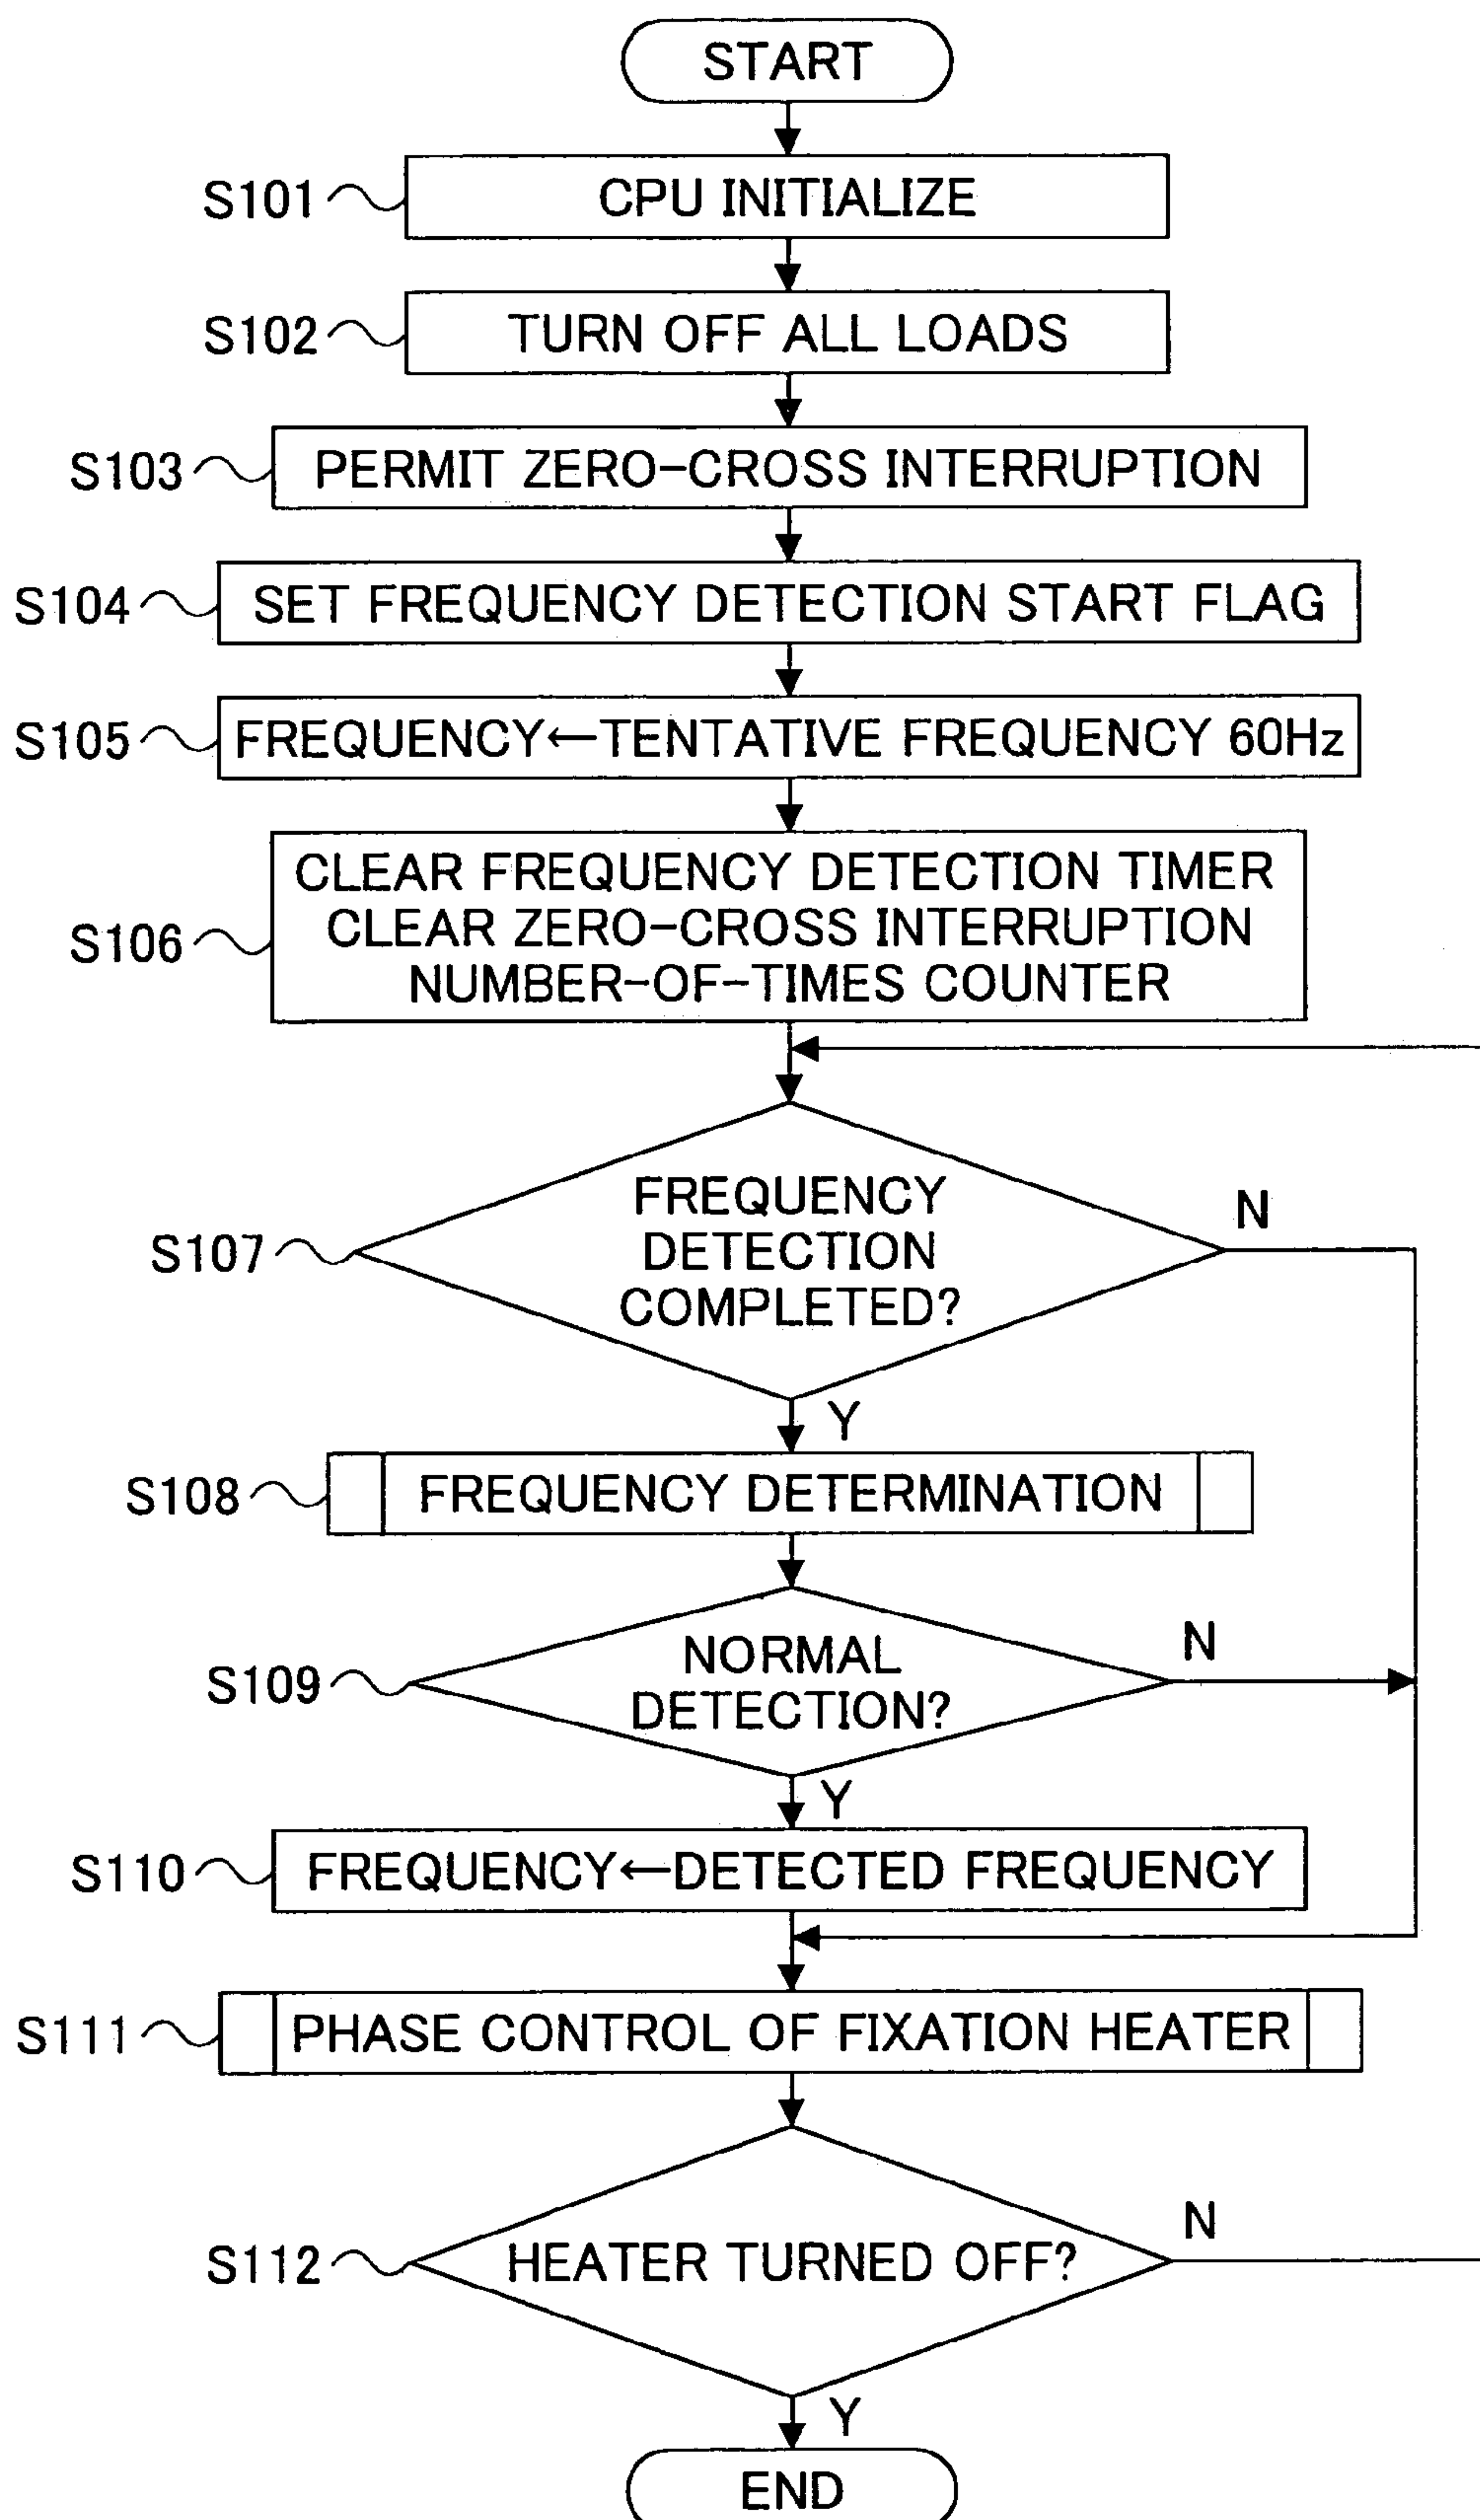 START
S101
CPU INITIALIZE
S102
TURN OFF ALL LOADS
S103
PERMIT ZERO-CROSS INTERRUPTION
S104
SET FREQUENCY DETECTION START FLAG
S105
FREQUENCY←TENTATIVE FREQUENCY 60Hz
S106
CLEAR FREQUENCY DETECTION TIMER
CLEAR ZERO-CROSS INTERRUPTION
NUMBER-OF-TIMES COUNTER
S107
FREQUENCY
DETECTION
COMPLETED?
N
Y
S108
FREQUENCY DETERMINATION
S109
NORMAL
DETECTION?
N
Y
S110
FREQUENCY←DETECTED FREQUENCY
S111
PHASE CONTROL OF FIXATION HEATER
S112
HEATER TURNED OFF?
N
Y
END